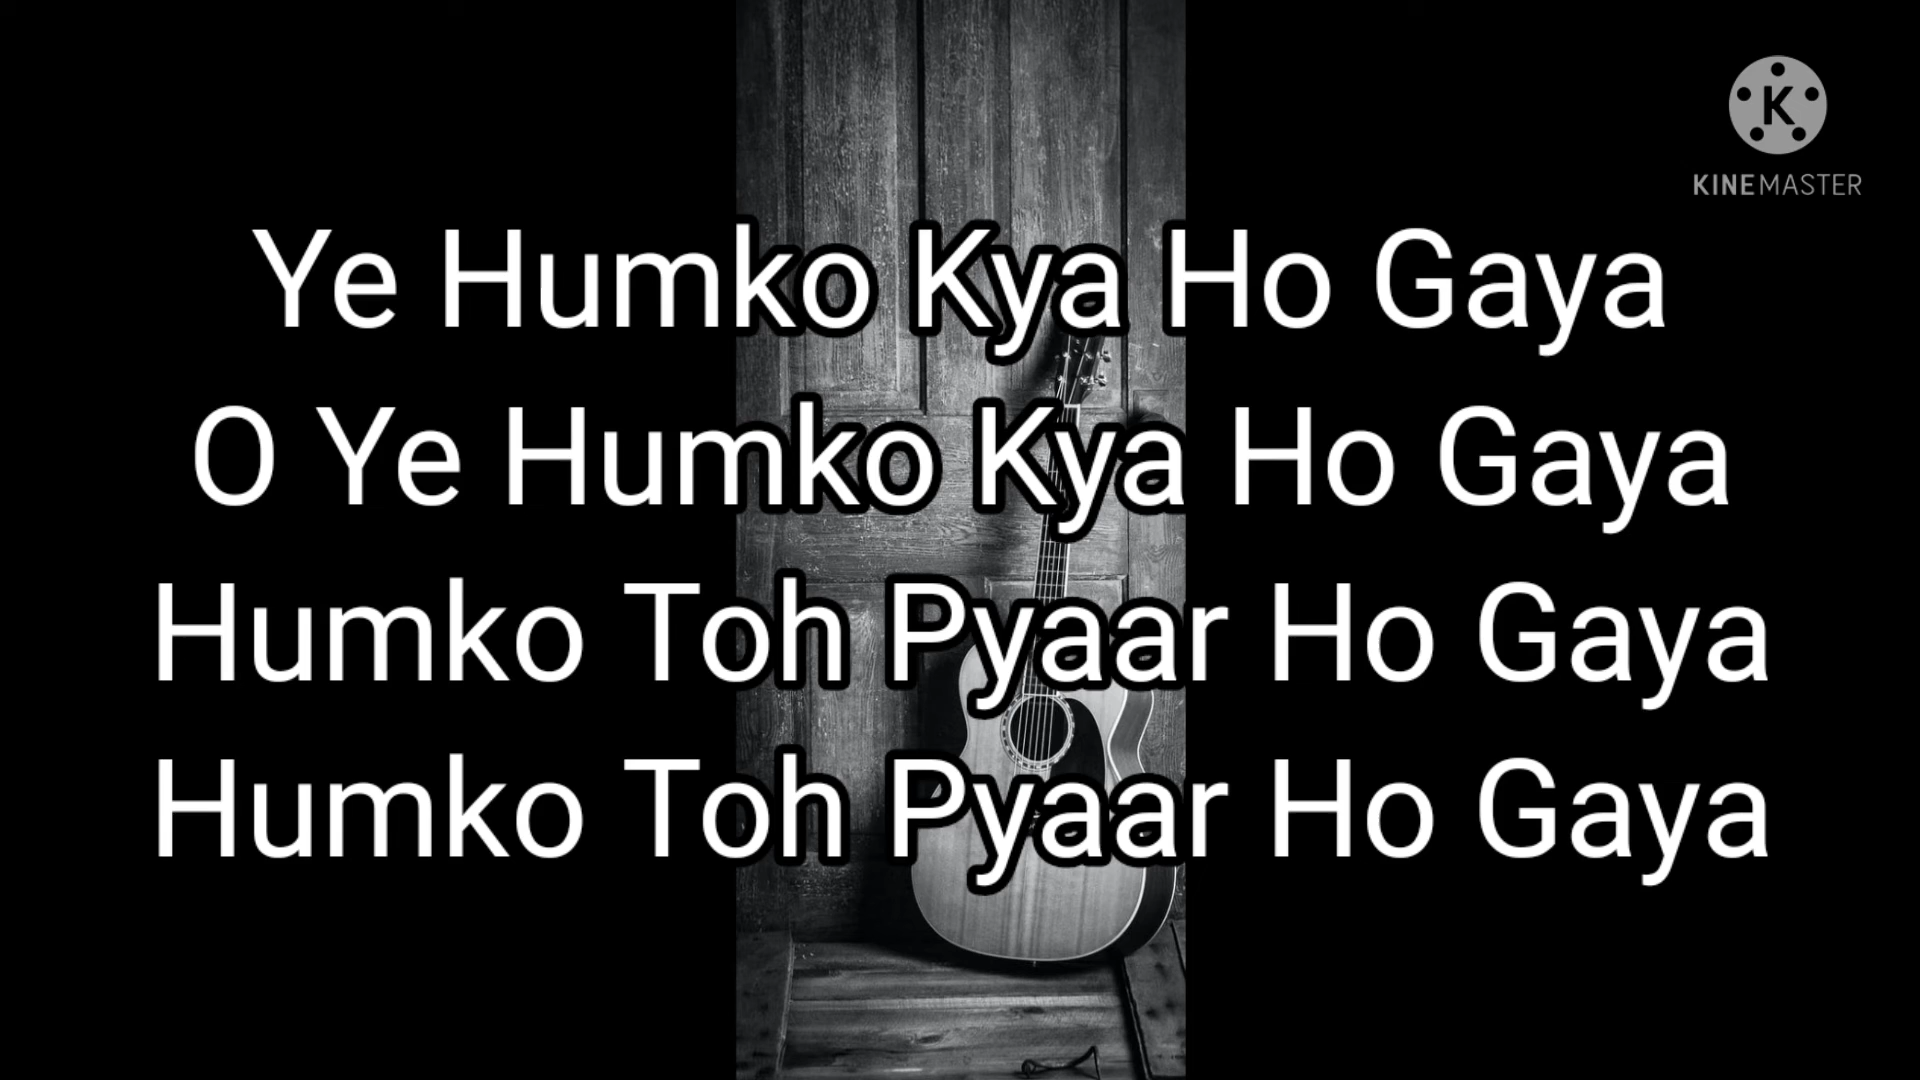 K
KINEMASTER
Ye Humko Kya Ho Gaya
O Ye Humko Kya Ho Gaya
Humko Toh Pyaar Ho Gaya
Humko Toh Pyaar Ho Gaya